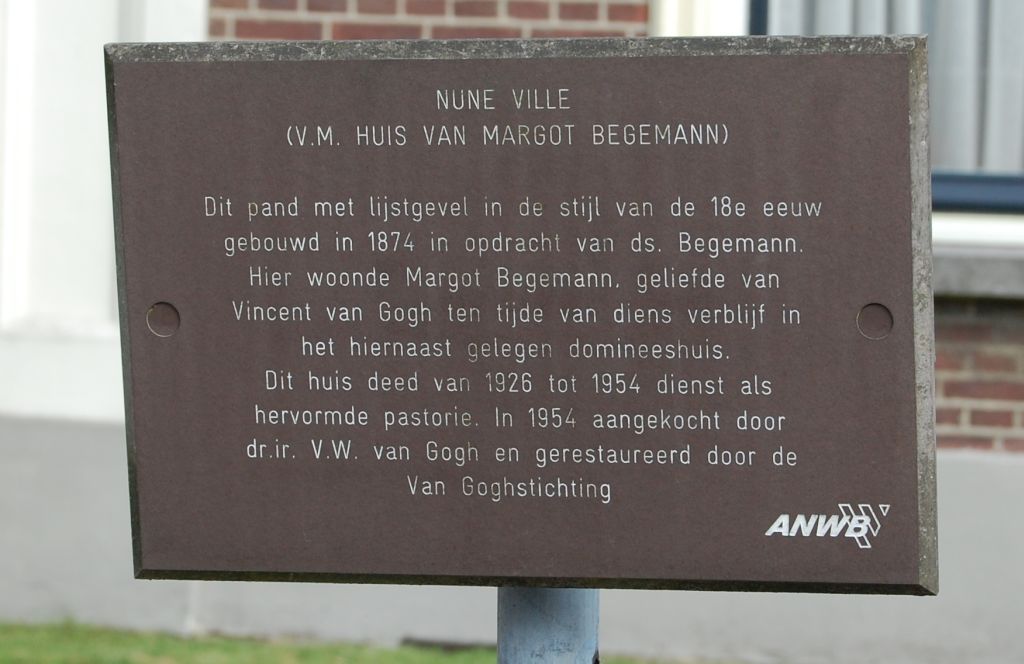 NUNE VILLE
(V.M. HUIS VAN MARGOT BEGEMANN)
Dit pand met lijstgevel in de stijl van de 18e eeuw
gebouwd in 1874 in opdracht van ds. Begemann.
Hier woonde Margot Begemann, geliefde van
Vincent van Gogh ten tijde van diens verblijf in
het hiernaast gelegen domineeshuis.
Dit huis deed van 1926 tot 1954 dienst als
hervormde pastorie. In 1954 aangekocht door
dr.ir. V.W. van Gogh en gerestaureerd door de
Van Goghstichting
ANWB